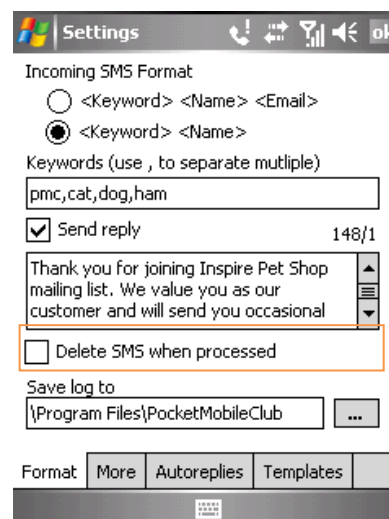 Settings
ok
Incoming SMS Format
<Keyword> <Name> <Email>
<Keyword> <Name>
Keywords (use , to separate mutliple)
pmc,cat,dog,ham
Send reply 148/1
Thank you for joining Inspire Pet Shop
mailing list. We value you as our
customer and will send you occasional
Delete SMS when processed
Save log to
\Program Files\PocketMobileClub ...
Format More Autoreplies Templates